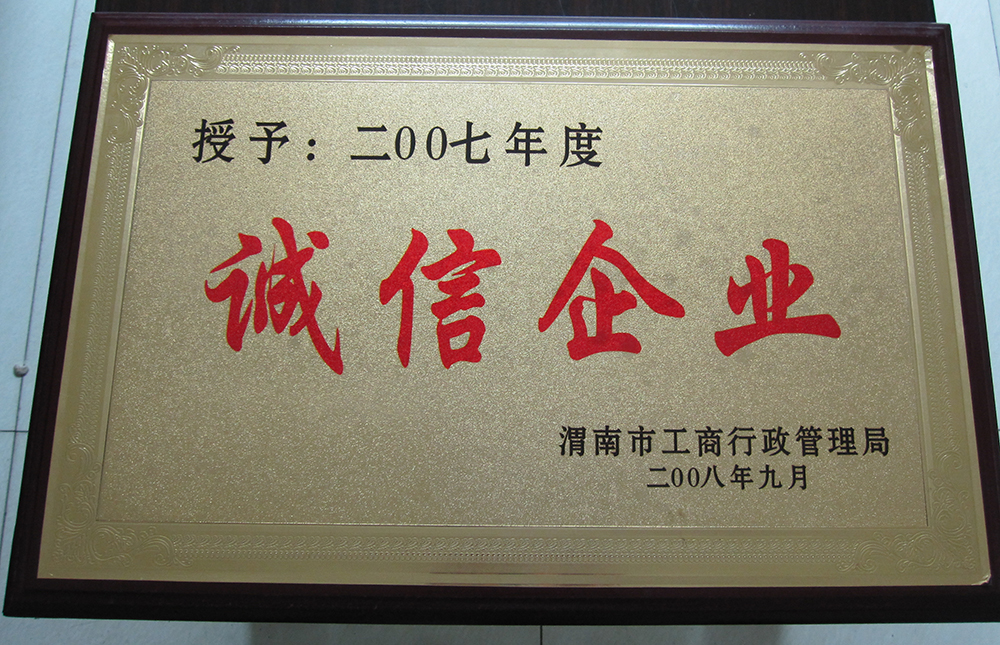 授予：二00七年度
诚信企业
渭南市工商行政管理局
二00八年九月